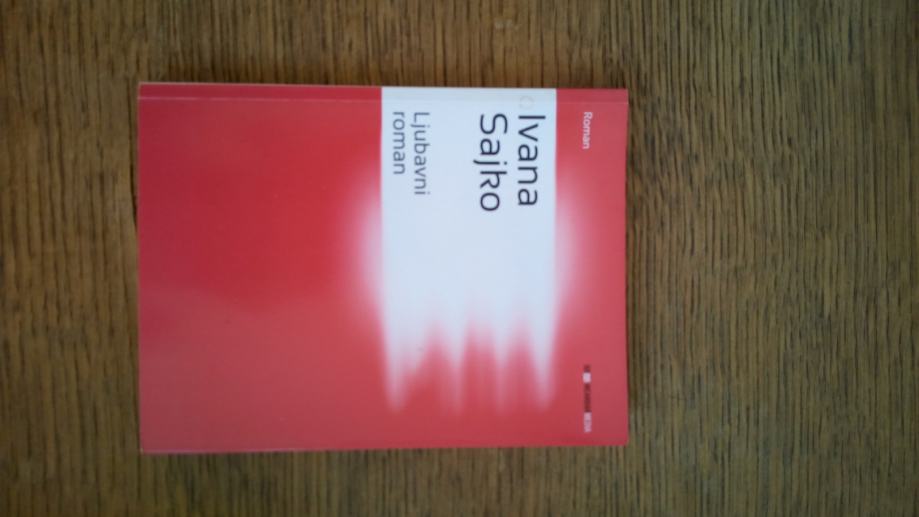 Roman
Ivana
Sajko
Ljubavni
roman